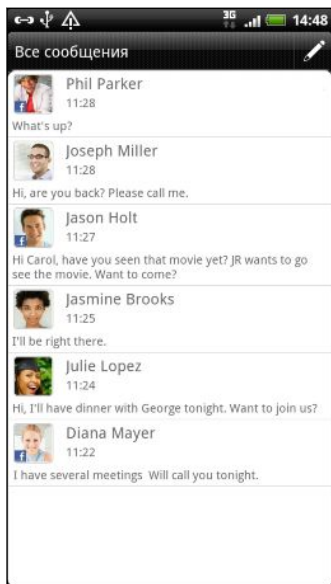 3G
14:48
Все сообщения
Phil Parker
11:28
What's up?
Joseph Miller
11:28
Hi, are you back? Please call me.
Jason Holt
11:27
Hi Carol, have you seen that movie yet? JR wants to go
see the movie. Want to come?
Jasmine Brooks
11:25
I'll be right there.
Julie Lopez
11:24
Hi, I'll have dinner with George tonight. Want to join us?
Diana Mayer
11:22
I have several meetings Will call you tonight.